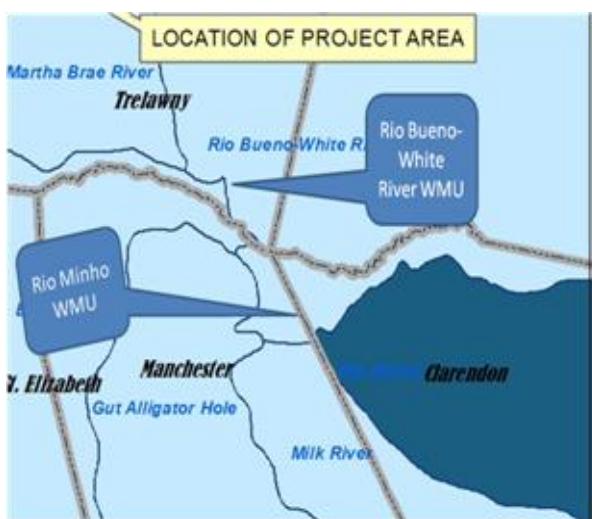 LOCATION OF PROJECT AREA
Martha Brae River
Trelawny
Rio Bueno-White R
Rio Bueno-
White
River WMU
Rio Minho
WMU
Manchester
Clarendon
St. Elizabeth
Gut Alligator Hole
Milk River